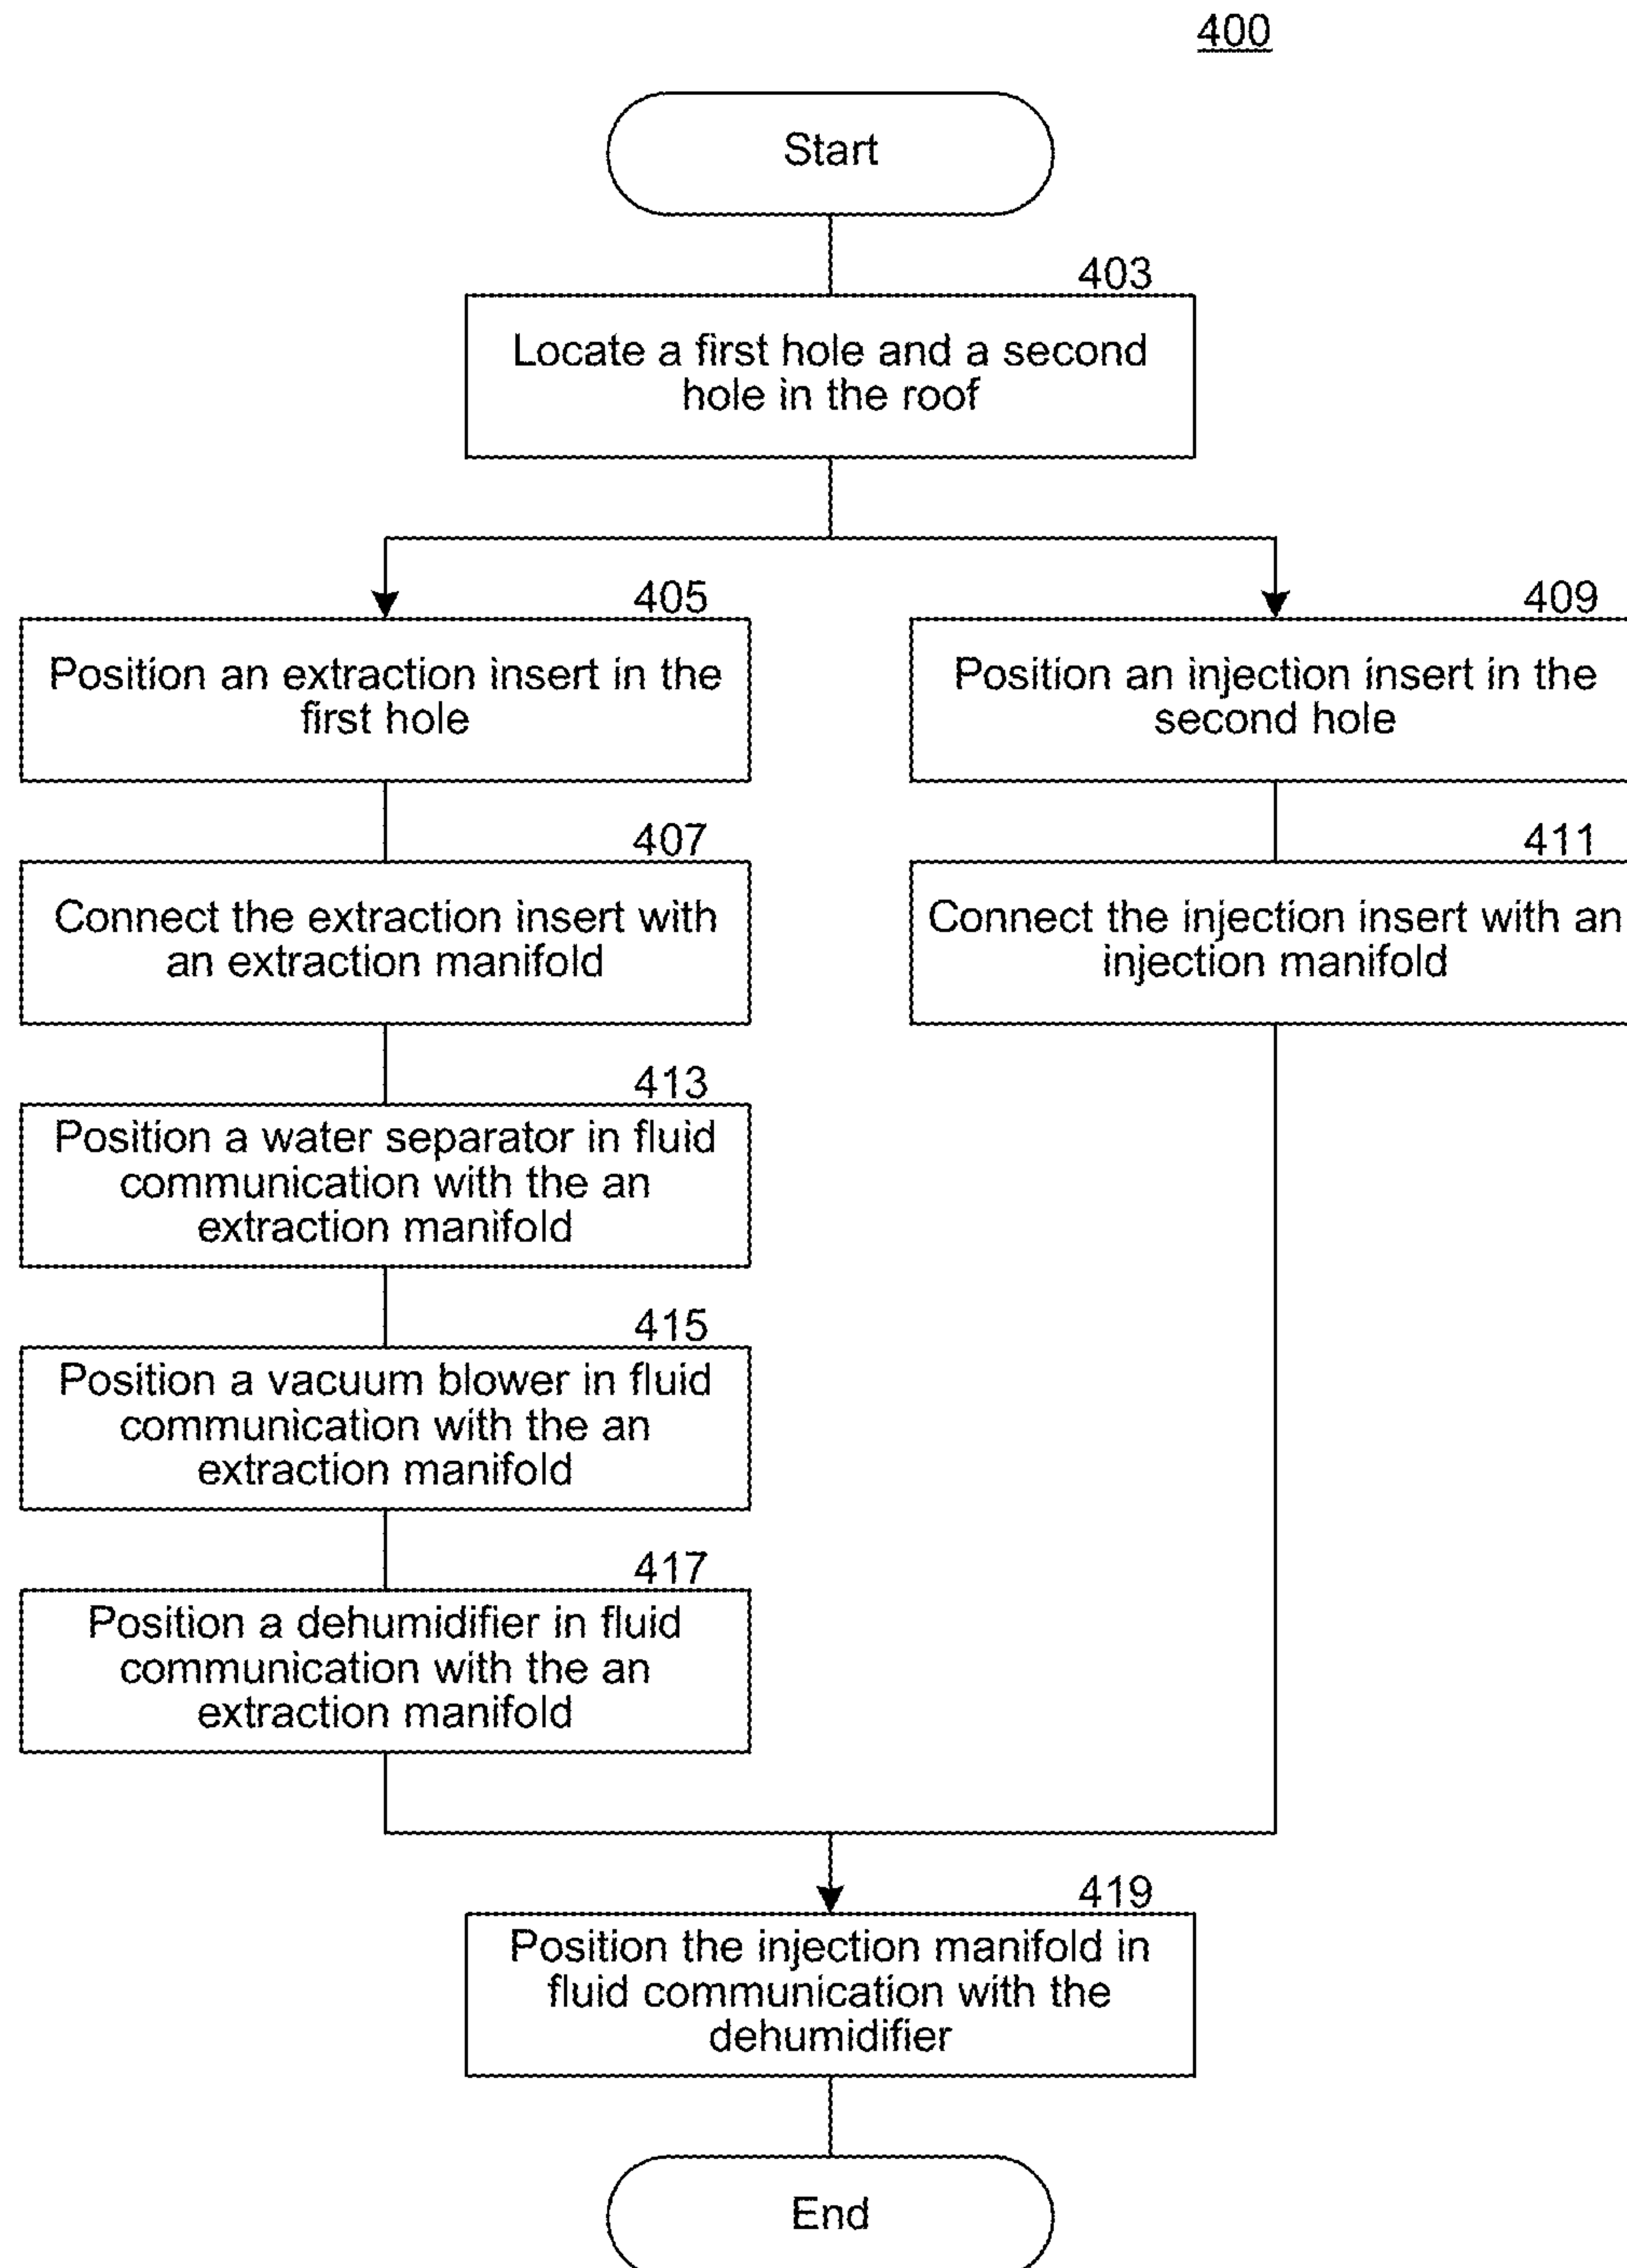 400
Start
403
Locate a first hole and a second
hole in the roof
405
Position an extraction insert in the
first hole
409
Position an injection insert in the
second hole
407
Connect the extraction insert with
an extraction manifold
411
Connect the injection insert with an
injection manifold
413
Position a water separator in fluid
communication with the an
extraction manifold
415
Position a vacuum blower in fluid
communication with the an
extraction manifold
417
Position a dehumidifier in fluid
communication with the an
extraction manifold
419
Position the injection manifold in
fluid communication with the
dehumidifier
End